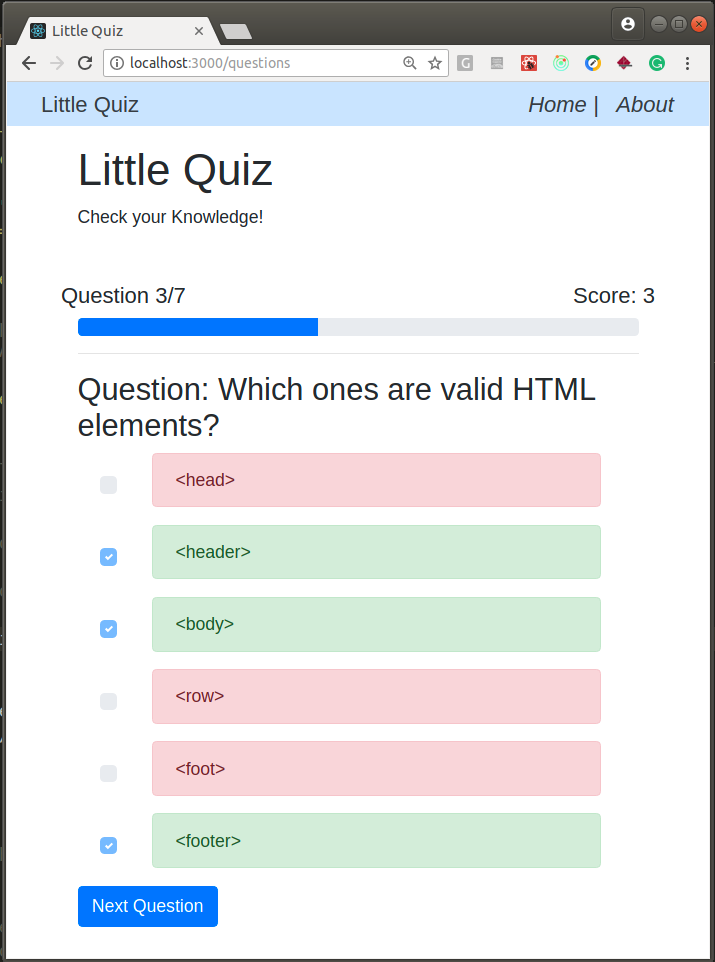 Little Quiz
localhost:3000/questions
Little Quiz Home | About
Little Quiz
Check your Knowledge!
Question 3/7 Score: 3
Question: Which ones are valid HTML
elements?
<head>
<header>
<body>
<row>
<foot>
<footer>
Next Question